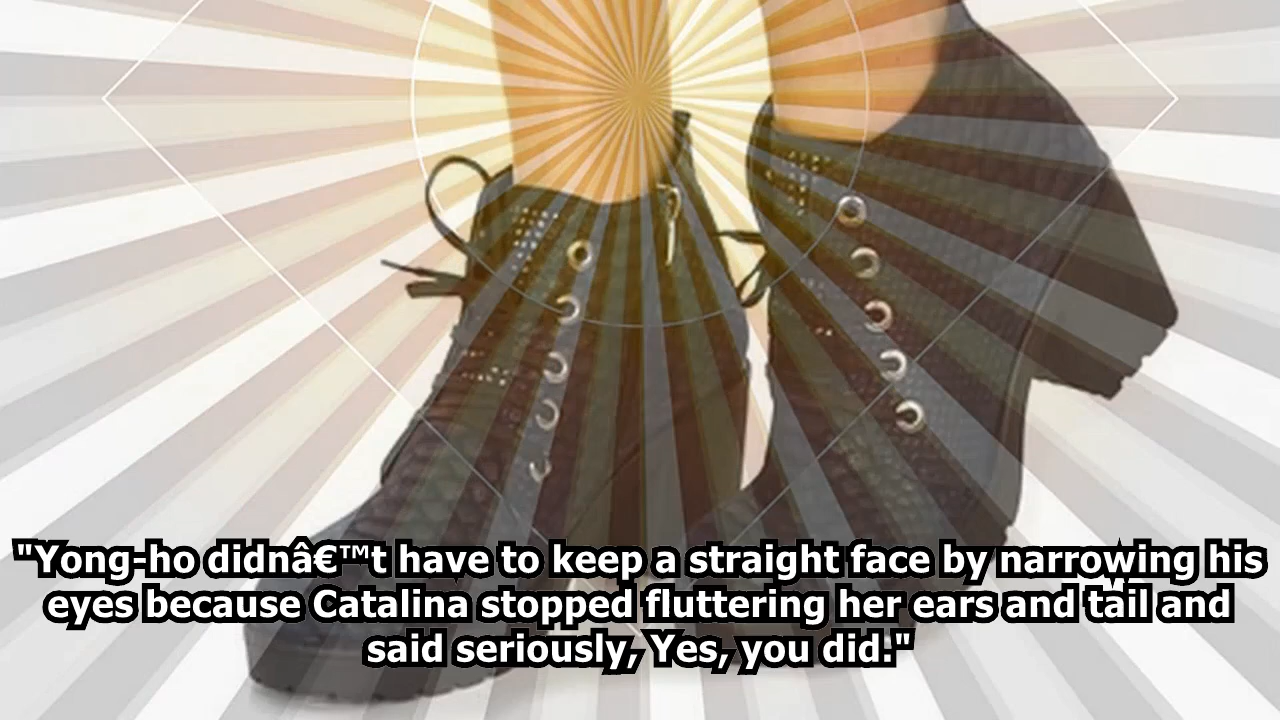 "Yong-ho didnâ€™t have to keep a straight face by narrowing his
eyes because Catalina stopped fluttering her ears and tail and
said seriously, Yes, you did."